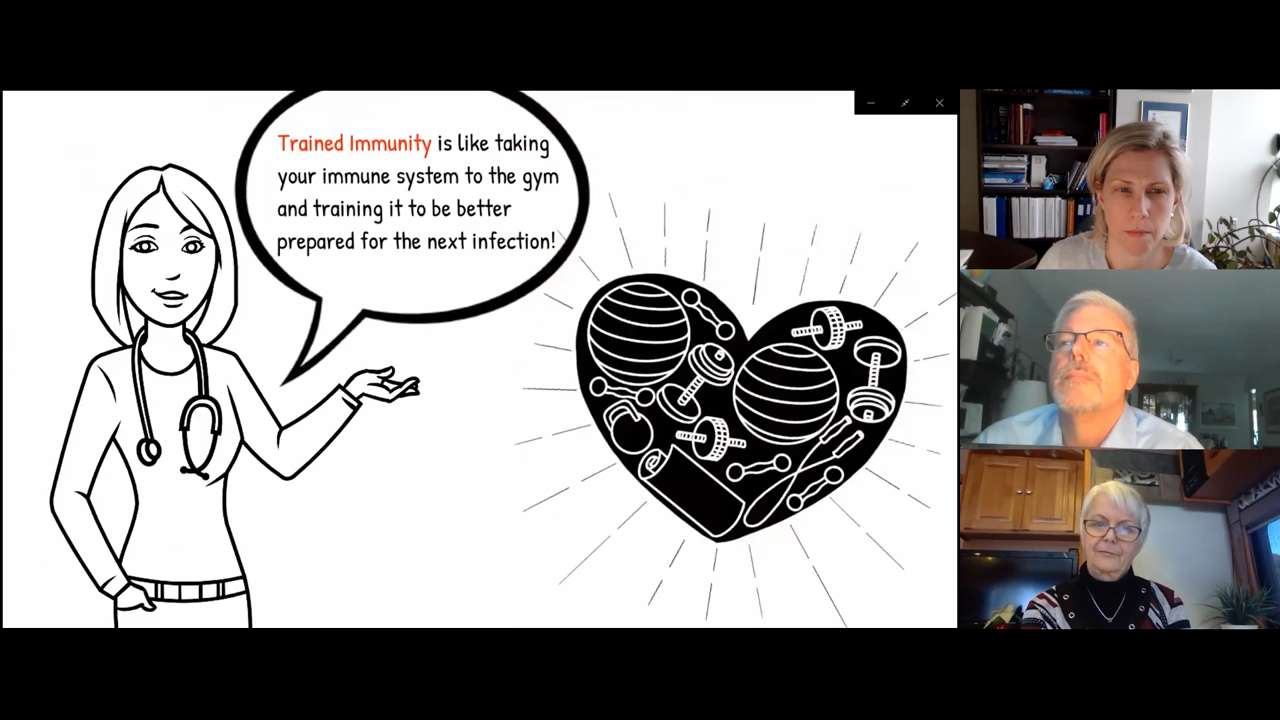 Trained Immunity is like taking
your immune system to the gym
and training it to be better
prepared for the next infection!